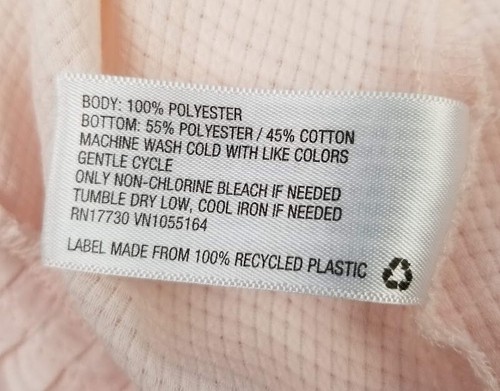 BODY: 100% POLYESTER
BOTTOM: 55% POLYESTER / 45% COTTON
MACHINE WASH COLD WITH LIKE COLORS
GENTLE CYCLE
ONLY NON-CHLORINE BLEACH IF NEEDED
TUMBLE DRY LOW, COOL IRON IF NEEDED
RN17730 VN1055164
LABEL MADE FROM 100% RECYCLED PLASTIC